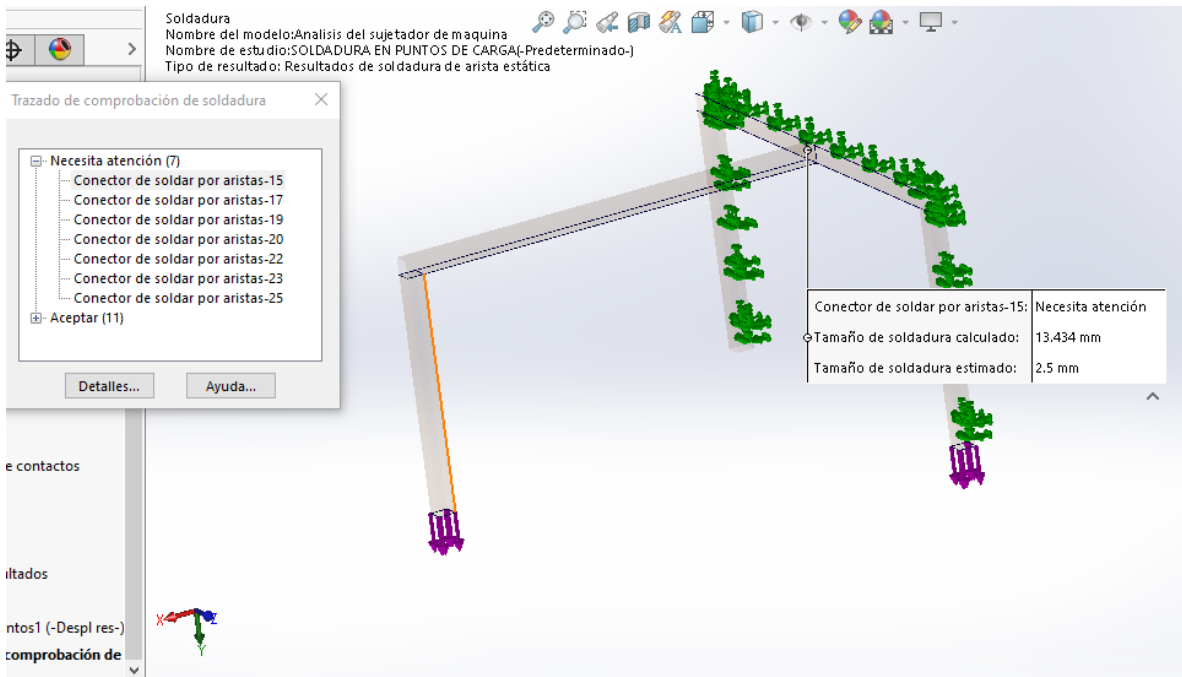 Soldadura
Nombre del modelo:Analisis del sujetador de maquina
Nombre de estudio:SOLDADURA EN PUNTOS DE CARGA(-Predeterminado-)
Tipo de resultado: Resultados de soldadura de arista estática
Trazado de comprobación de soldadura
Necesita atención (7)
Conector de soldar por aristas-15
Conector de soldar por aristas-17
Conector de soldar por aristas-19
Conector de soldar por aristas-20
Conector de soldar por aristas-22
Conector de soldar por aristas-23
Conector de soldar por aristas-25
Aceptar (11)
Detalles...
Ayuda...
Conector de soldar por aristas-15: Necesita atención
Tamaño de soldadura calculado: 13.434 mm
Tamaño de soldadura estimado: 2.5 mm
e contactos
ultados
ntos1 (-Despl res-)
comprobación de
X
Y
Z